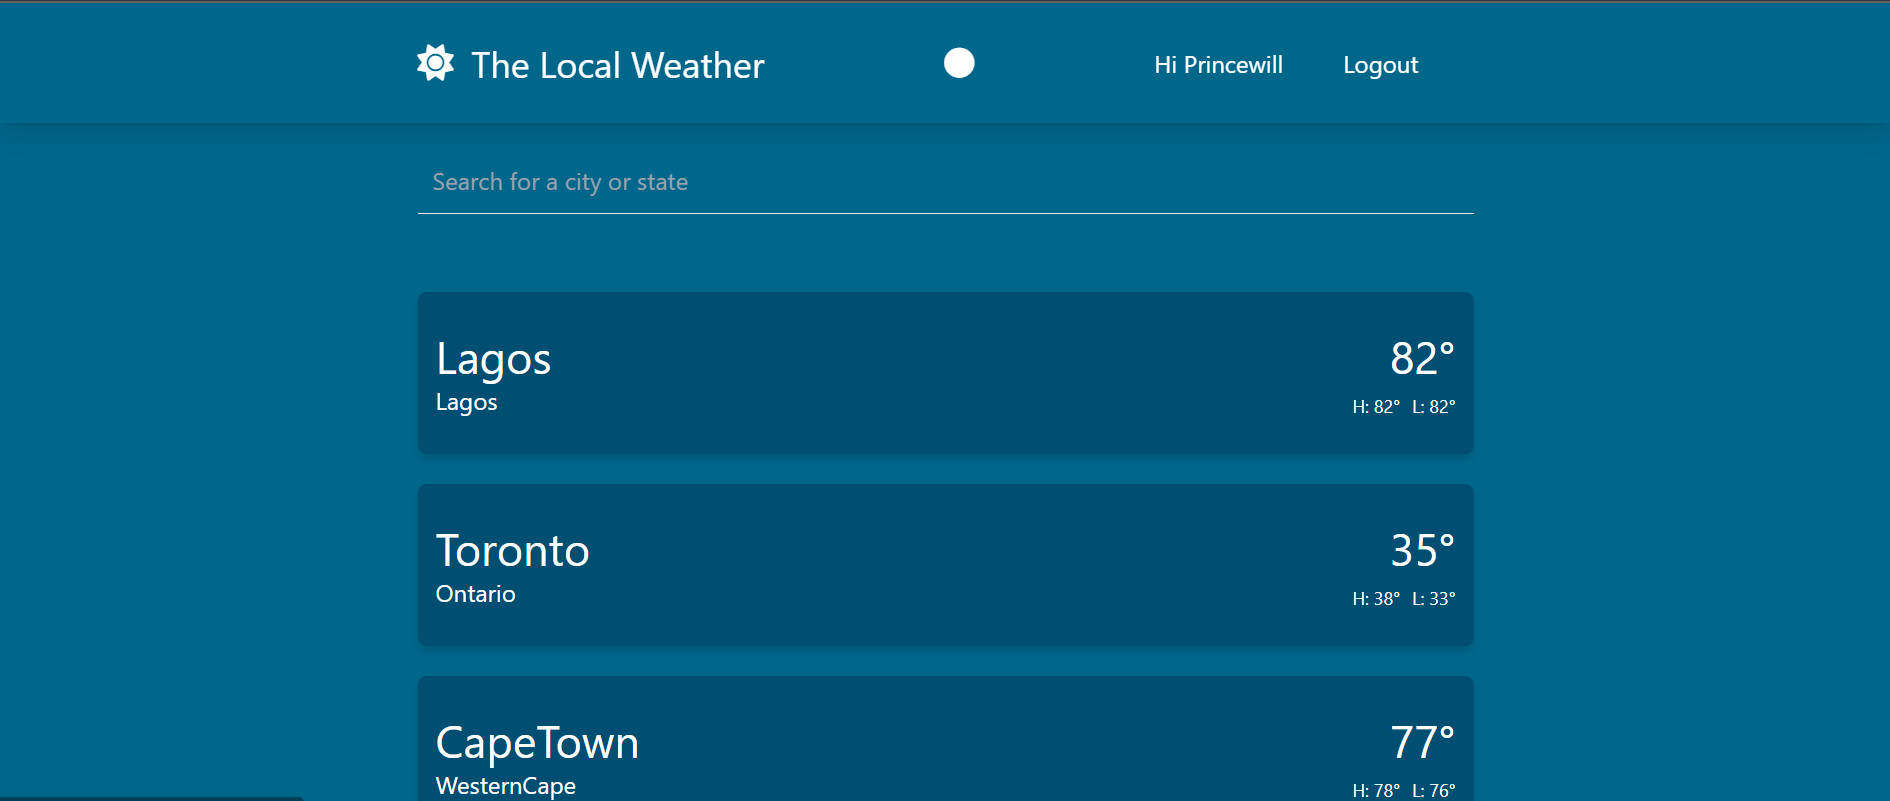 The Local Weather
Hi Princewill
Logout
Search for a city or state
Lagos
82°
Lagos
H: 82° L: 82°
Toronto
35°
Ontario
H: 38° L: 33°
CapeTown
77°
WesternCape
H: 78° L: 76°